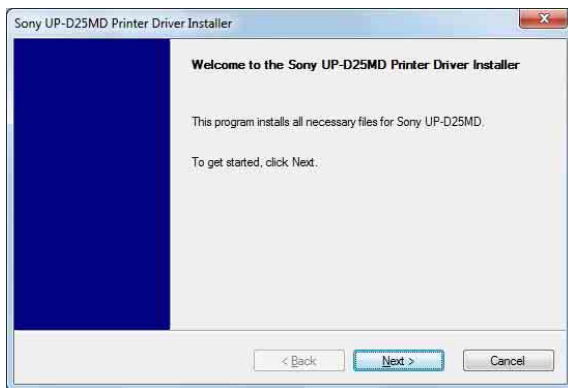 Sony UP-D25MD Printer Driver Installer
Welcome to the Sony UP-D25MD Printer Driver Installer
This program installs all necessary files for Sony UP-D25MD.
To get started, click Next.
< Back
Next >
Cancel